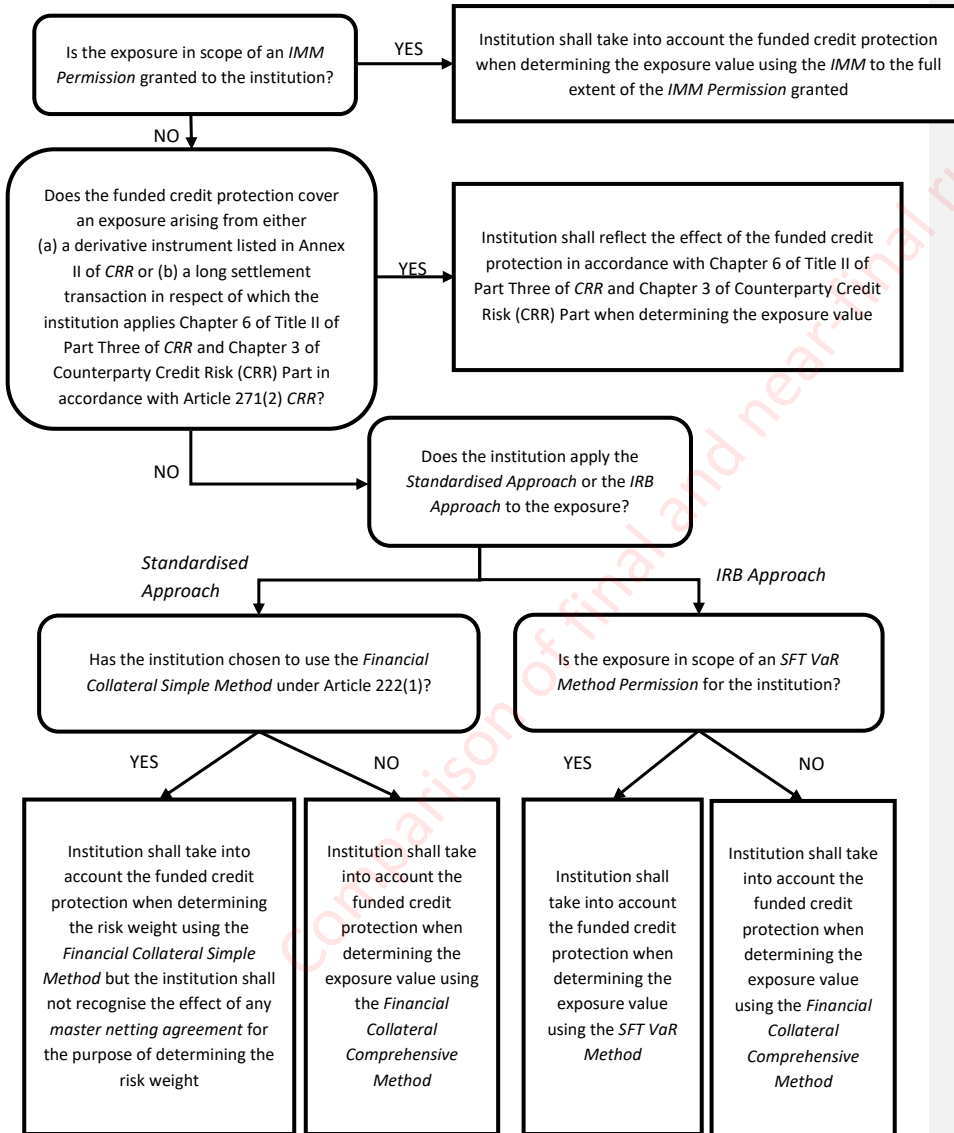 Is the exposure in scope of an IMM
Permission granted to the institution?
YES
Institution shall take into account the funded credit protection
when determining the exposure value using the IMM to the full
extent of the IMM Permission granted
NO
Does the funded credit protection cover
an exposure arising from either
(a) a derivative instrument listed in Annex
II of CRR or (b) a long settlement
transaction in respect of which the
institution applies Chapter 6 of Title II of
Part Three of CRR and Chapter 3 of
Counterparty Credit Risk (CRR) Part in
accordance with Article 271(2) CRR?
YES
Institution shall reflect the effect of the funded credit
protection in accordance with Chapter 6 of Title II of
Part Three of CRR and Chapter 3 of Counterparty Credit
Risk (CRR) Part when determining the exposure value
NO
Does the institution apply the
Standardised Approach or the IRB
Approach to the exposure?
Standardised
Approach
IRB Approach
Has the institution chosen to use the Financial
Collateral Simple Method under Article 222(1)?
Is the exposure in scope of an SFT VaR
Method Permission for the institution?
YES
NO
YES
NO
Institution shall take into
account the funded credit
protection when determining
the risk weight using the
Financial Collateral Simple
Method but the institution shall
not recognise the effect of any
master netting agreement for
the purpose of determining the
risk weight
Institution shall take
into account the
funded credit
protection when
determining the
exposure value using
the Financial
Collateral
Comprehensive
Method
Institution shall
take into account
the funded credit
protection when
determining the
exposure value
using the SFT VaR
Method
Institution shall take
into account the
funded credit
protection when
determining the
exposure value
using the Financial
Collateral
Comprehensive
Method
Comparison of final and near-final ru